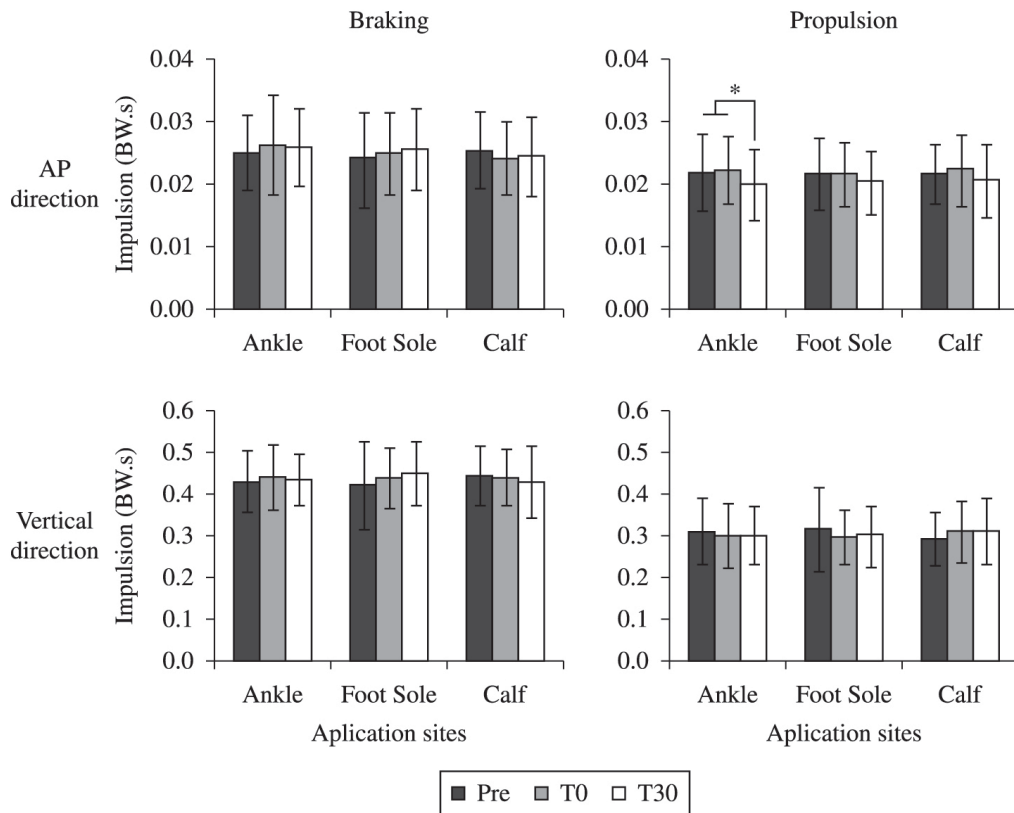 Braking
Propulsion
AP
direction
Impulsion (BW.s)
0.04
0.03
0.02
0.01
0.00
Ankle
Foot Sole
Calf
Impulsion (BW.s)
0.04
0.03
0.02
0.01
0.00
*
Ankle
Foot Sole
Calf
Vertical
direction
Impulsion (BW.s)
0.6
0.5
0.4
0.3
0.2
0.1
0.0
Ankle
Foot Sole
Calf
Aplication sites
Impulsion (BW.s)
0.6
0.5
0.4
0.3
0.2
0.1
0.0
Ankle
Foot Sole
Calf
Aplication sites
Pre T0 T30